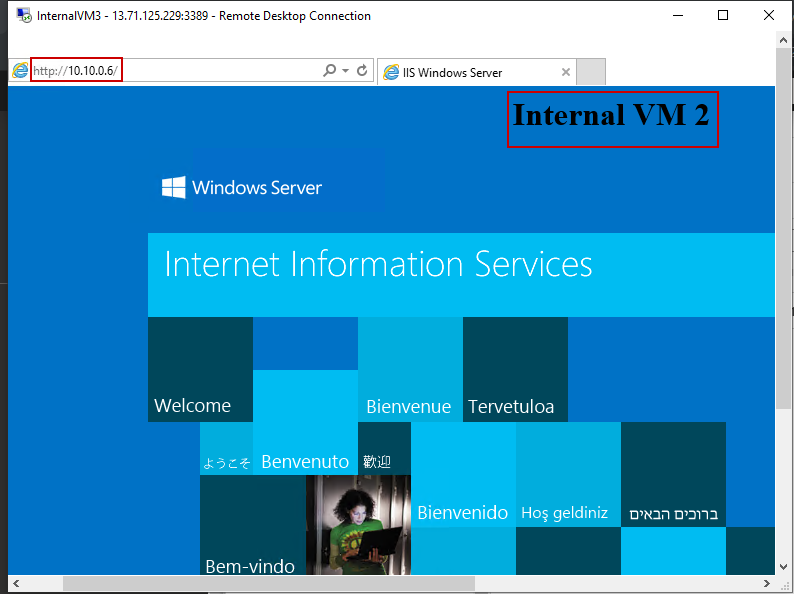 InternalVM3 - 13.71.125.229:3389 - Remote Desktop Connection
http://10.10.0.6/
IIS Windows Server
Internal VM 2
Windows Server
Internet Information Services
Welcome
Bienvenue
Tervetuloa
ようこそ
Benvenuto
歡迎
Bienvenido
Hoş geldiniz
ברוכים הבאים
Bem-vindo